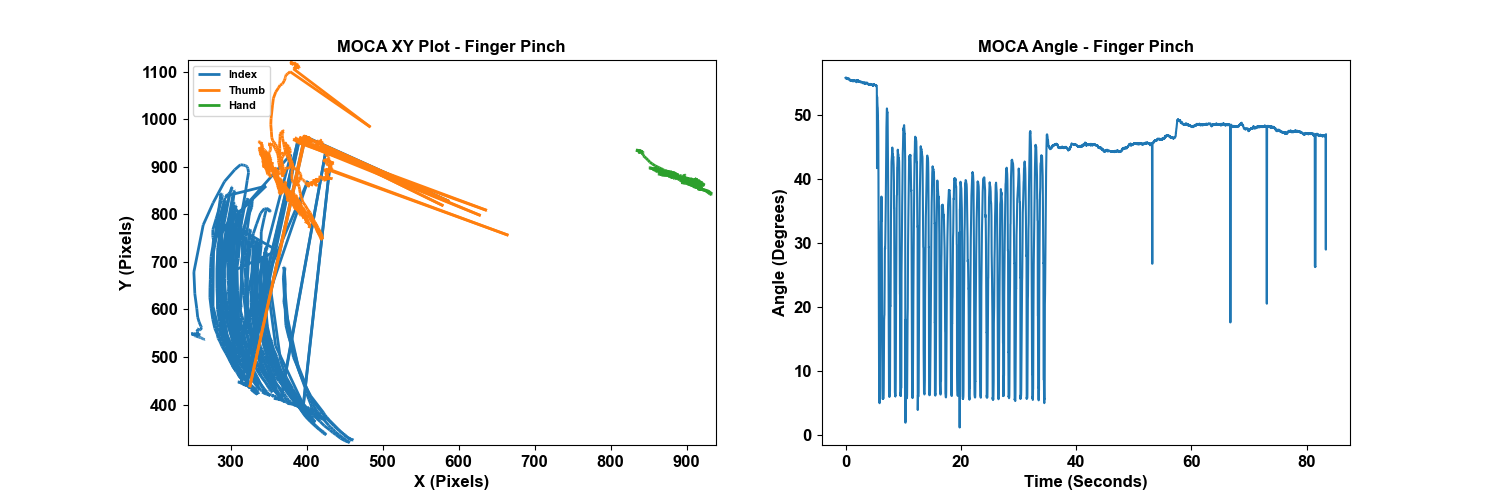 MOCA XY Plot - Finger Pinch
Index
Thumb
Hand
1100
1000
900
800
700
600
500
400
Y (Pixels)
300
400
500
600
700
800
900
X (Pixels)
MOCA Angle - Finger Pinch
50
40
30
20
10
0
Angle (Degrees)
0
20
40
60
80
Time (Seconds)